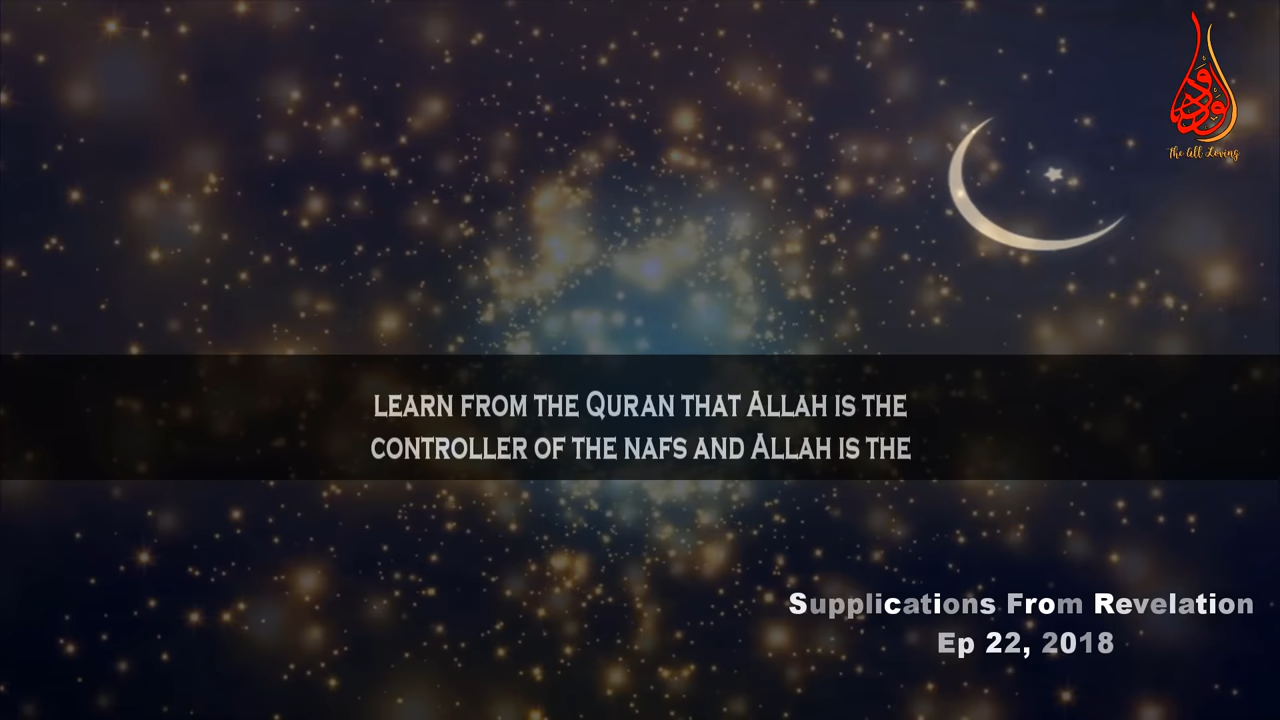 الودود
The All Loving
LEARN FROM THE QURAN THAT ALLAH IS THE
CONTROLLER OF THE NAFS AND ALLAH IS THE
Supplications From Revelation
Ep 22, 2018